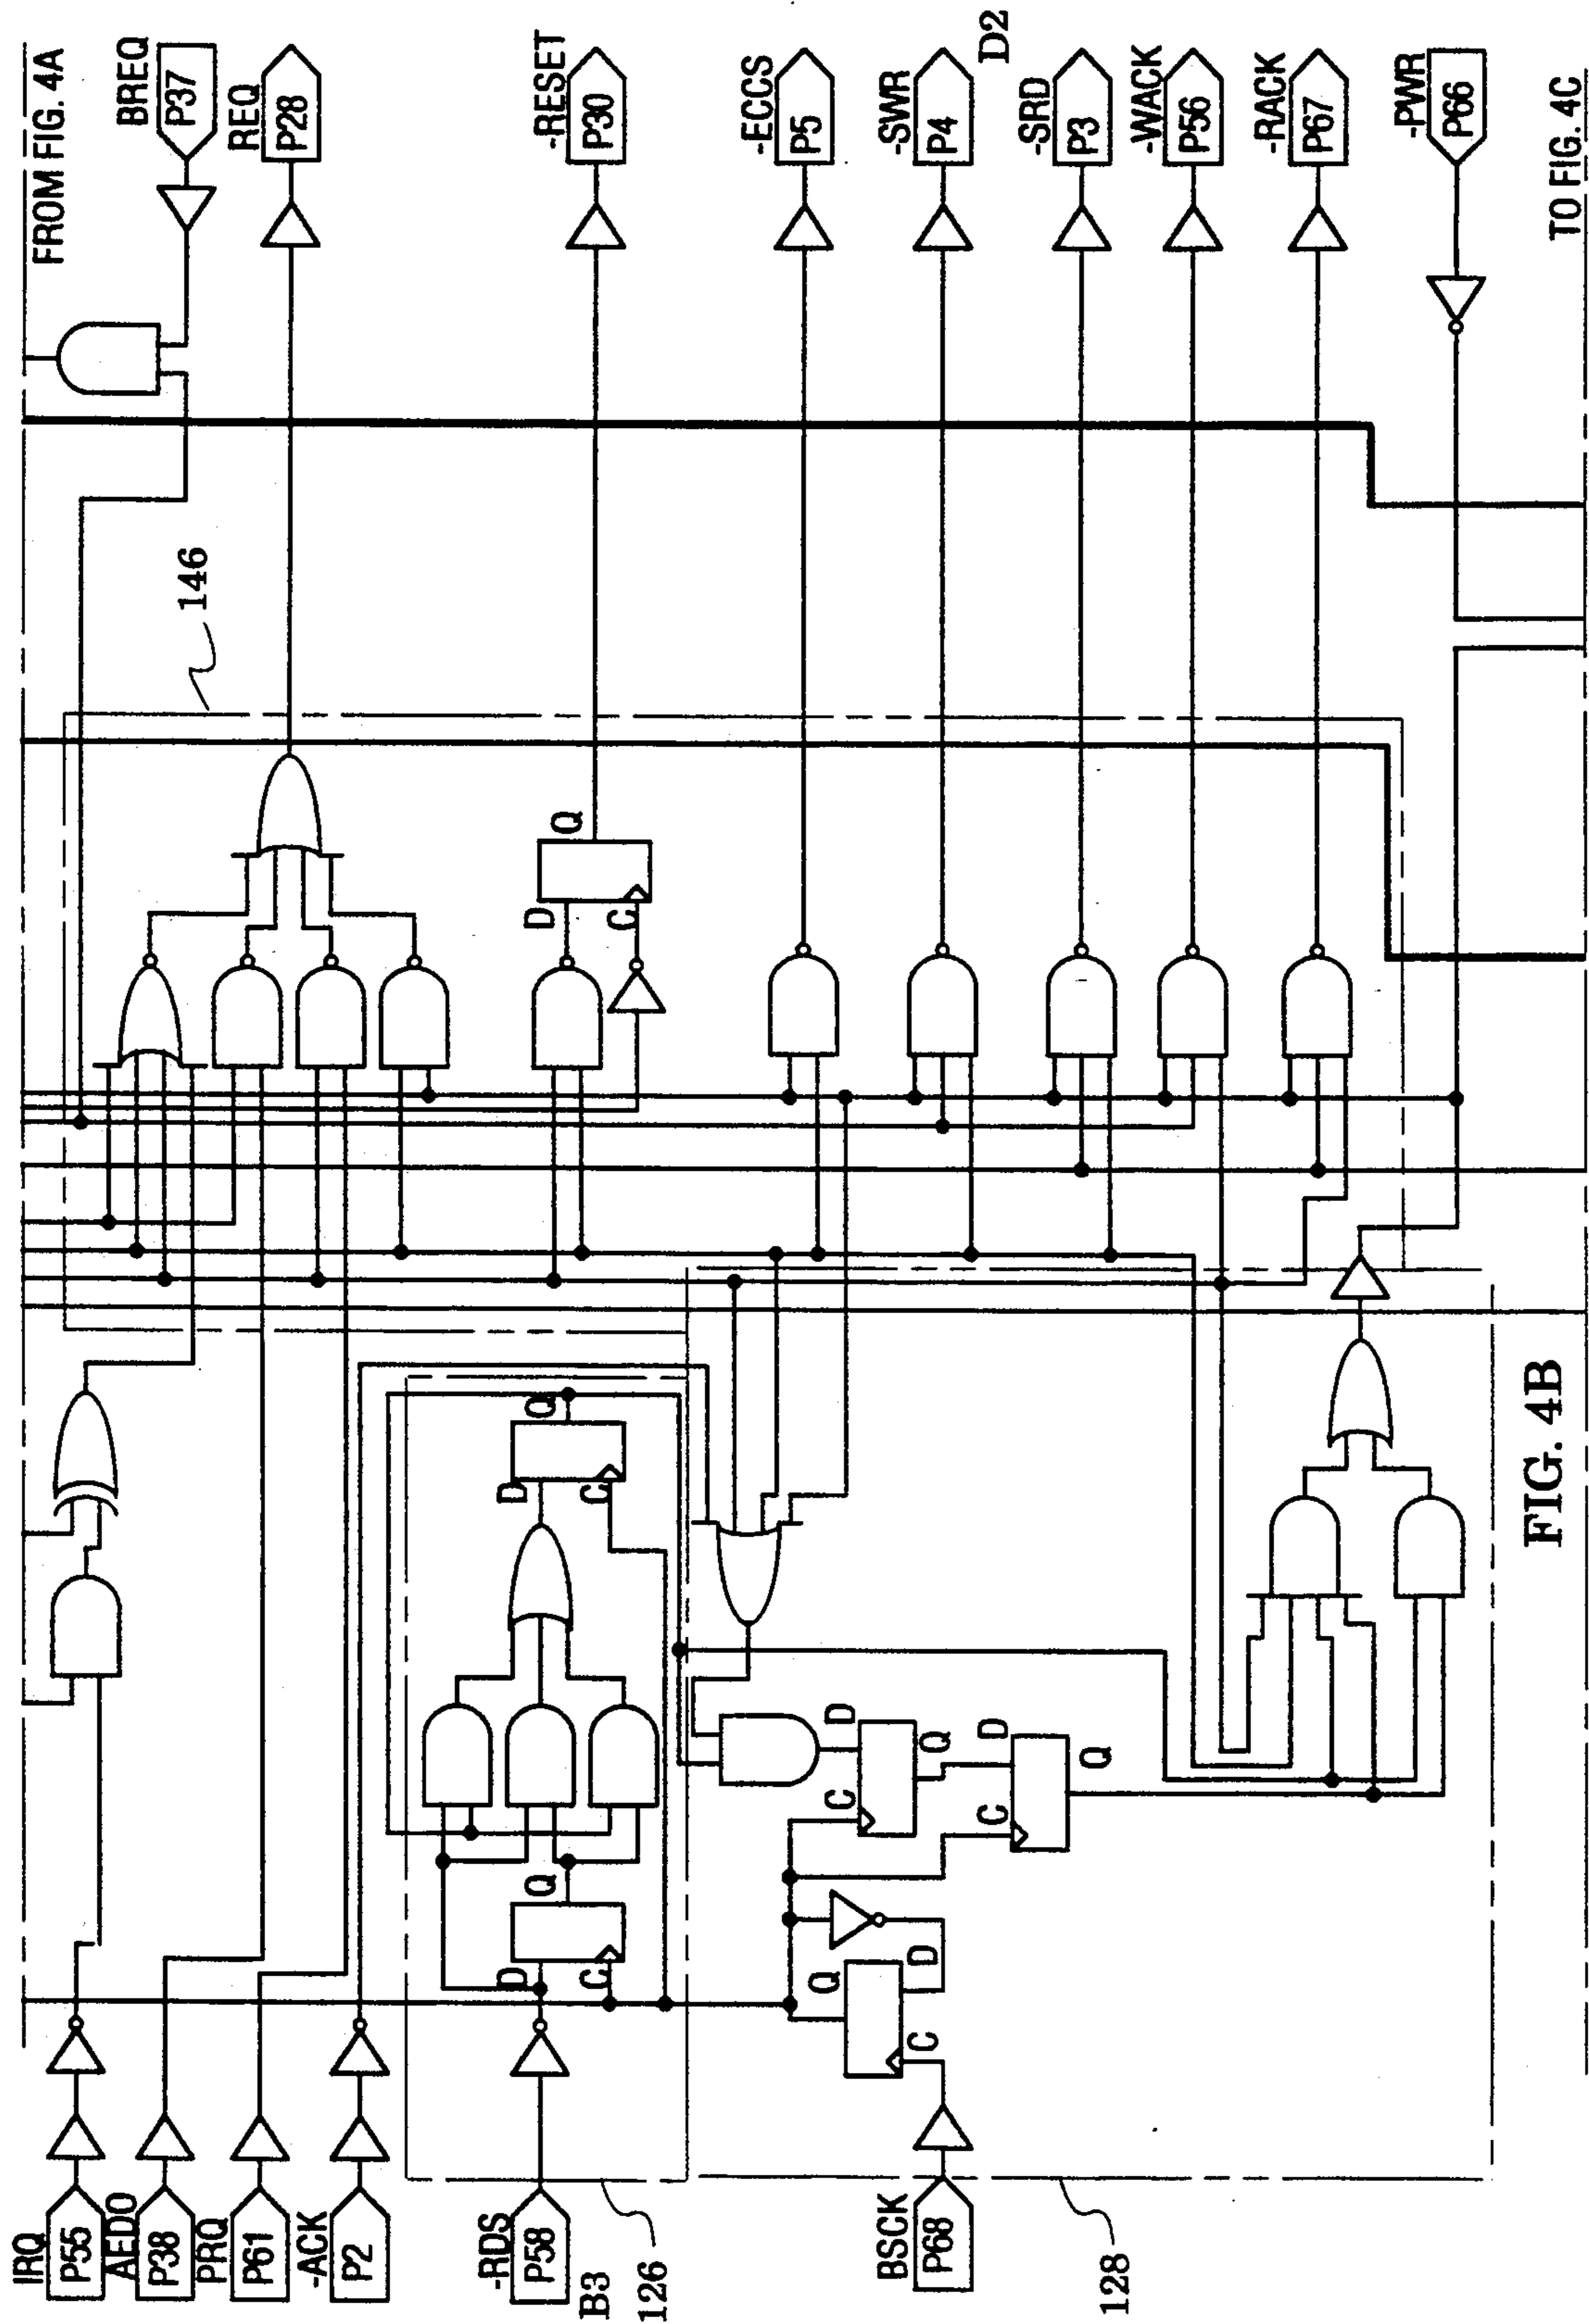 FROM FIG. 4A
BREQ
P37
REQ
P28
-RESET
P30
-ECCS
P5
-SWR
P4
D2
-SRD
P3
-WACK
P56
-RACK
P67
-PWR
P66
TO FIG. 4C
146
Q
D
C
Q
D
C
Q
D
C
D
Q
C
D
Q
C
Q
D
C
IRQ
P55
AEDO
P38
PRQ
P61
-ACK
P2
-RDS
P58
B3
126
BSCK
P68
128
FIG. 4B